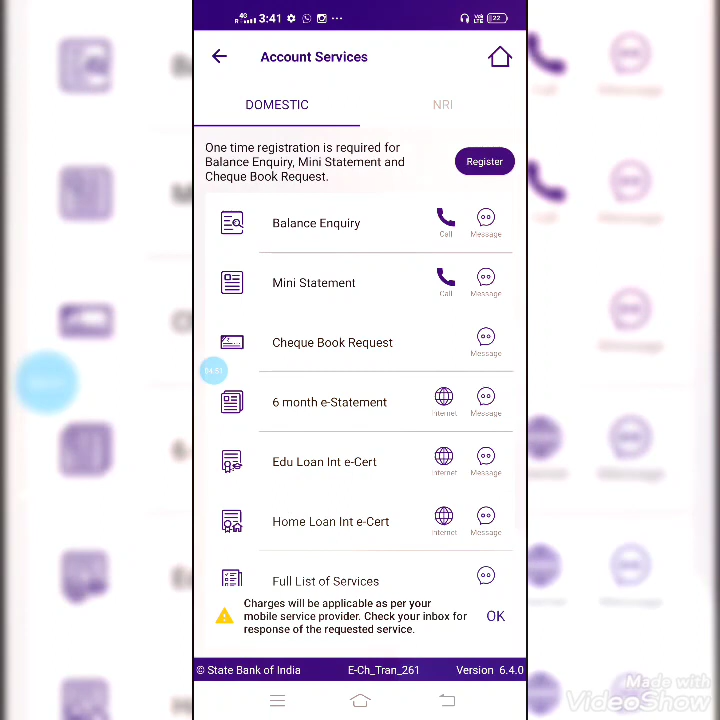 4G
R
3:41
VoD
LTE
22
Account Services
DOMESTIC
NRI
One time registration is required for
Balance Enquiry, Mini Statement and
Cheque Book Request.
Register
Balance Enquiry
Call
Message
Mini Statement
Call
Message
Cheque Book Request
Message
6 month e-Statement
Internet
Message
Edu Loan Int e-Cert
Internet
Message
Home Loan Int e-Cert
Internet
Message
Full List of Services
Charges will be applicable as per your
mobile service provider. Check your inbox for
response of the requested service.
OK
© State Bank of India
E-Ch_Tran_261
Version 6.4.0
Made with
VideoShow